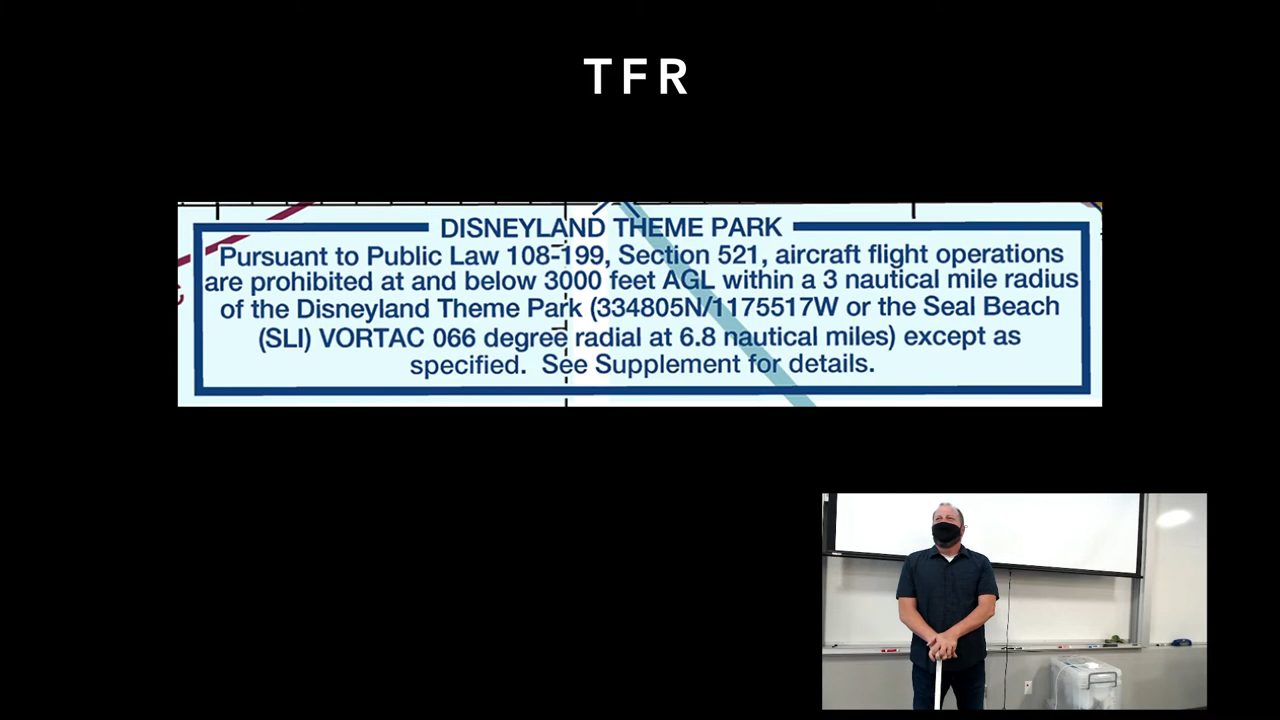 TFR
DISNEYLAND THEME PARK
Pursuant to Public Law 108-199, Section 521, aircraft flight operations
are prohibited at and below 3000 feet AGL within a 3 nautical mile radius
of the Disneyland Theme Park (334805N/1175517W or the Seal Beach
(SLI) VORTAC 066 degree radial at 6.8 nautical miles) except as
specified. See Supplement for details.